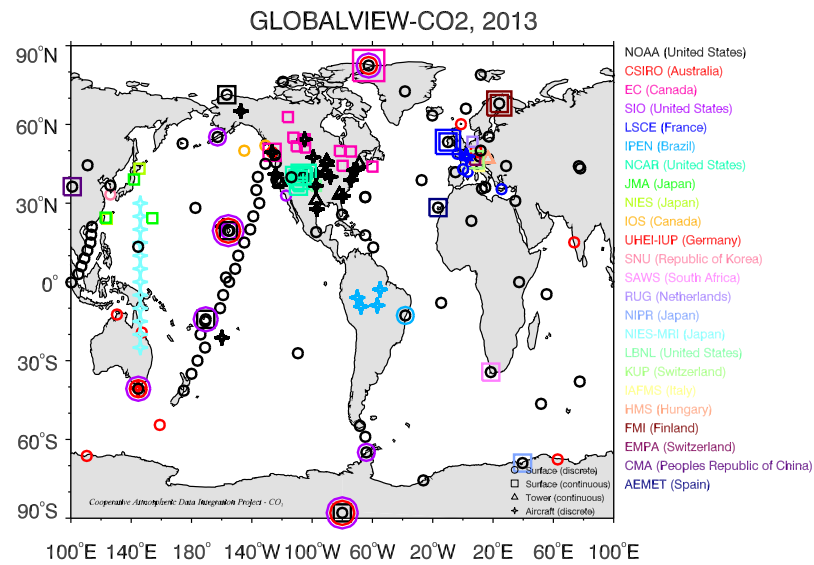 GLOBALVIEW-CO2, 2013
90°N
60°N
30°N
0°
30°S
60°S
90°S
100°E 140°E 180° 140°W 100°W 60°W 20°W 20°E 60°E 100°E
Surface (discrete)
Surface (continuous)
Tower (continuous)
Aircraft (discrete)
Cooperative Atmospheric Data Integration Project - CO2
NOAA (United States)
CSIRO (Australia)
EC (Canada)
SIO (United States)
LSCE (France)
IPEN (Brazil)
NCAR (United States)
JMA (Japan)
NIES (Japan)
IOS (Canada)
UHEI-IUP (Germany)
SNU (Republic of Korea)
SAWS (South Africa)
RUG (Netherlands)
NIPR (Japan)
NIES-MRI (Japan)
LBNL (United States)
KUP (Switzerland)
IAFMS (Italy)
HMS (Hungary)
FMI (Finland)
EMPA (Switzerland)
CMA (Peoples Republic of China)
AEMET (Spain)